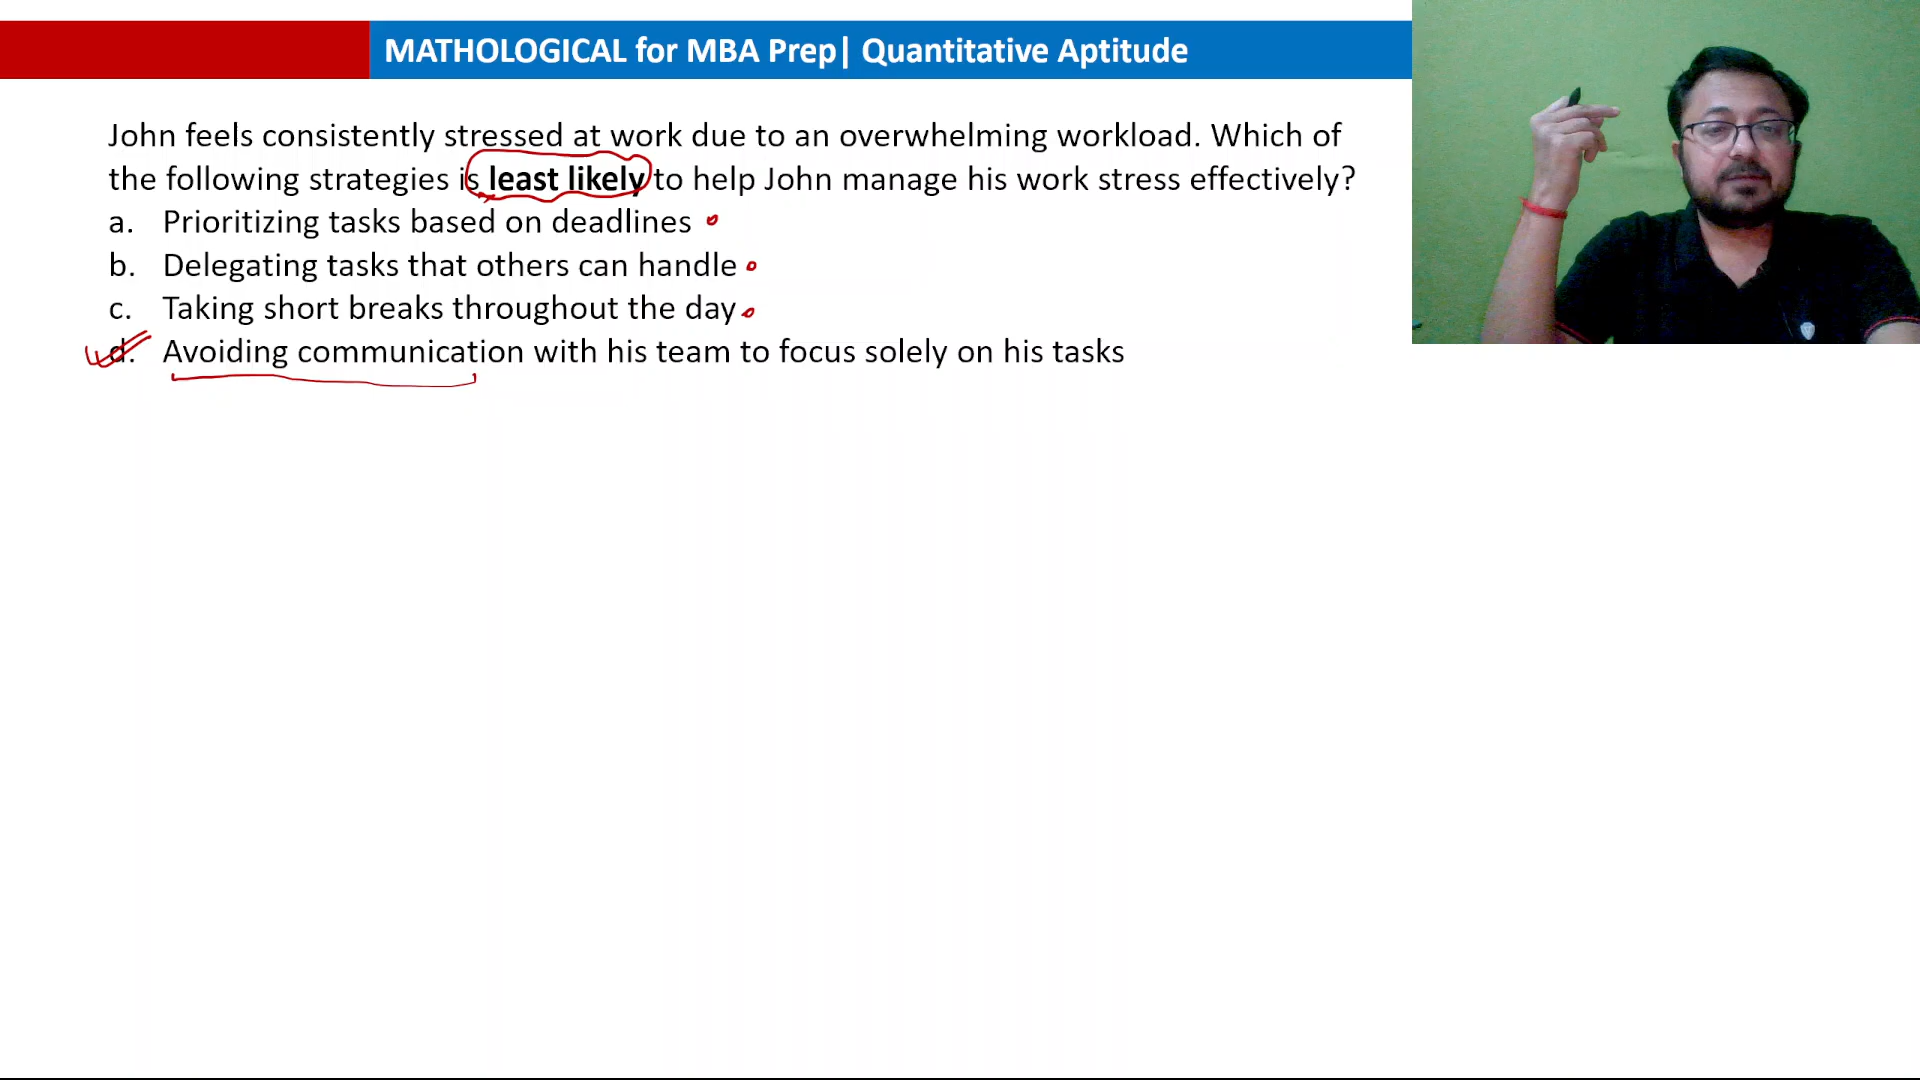 MATHOLOGICAL for MBA Prep| Quantitative Aptitude
John feels consistently stressed at work due to an overwhelming workload. Which of
the following strategies is least likely to help John manage his work stress effectively?
a. Prioritizing tasks based on deadlines
b. Delegating tasks that others can handle
c. Taking short breaks throughout the day
d. Avoiding communication with his team to focus solely on his tasks